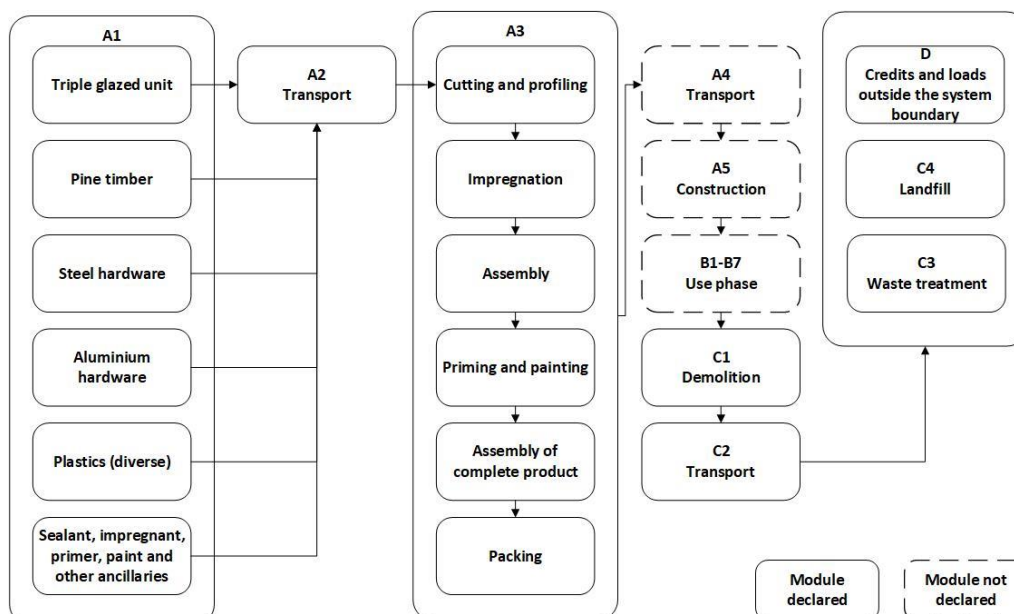 A1
Triple glazed unit
Pine timber
Steel hardware
Aluminium
hardware
Plastics (diverse)
Sealant, impregnant,
primer, paint and
other ancillaries
A2
Transport
A3
Cutting and profiling
Impregnation
Assembly
Priming and painting
Assembly of
complete product
Packing
A4
Transport
A5
Construction
B1-B7
Use phase
C1
Demolition
C2
Transport
D
Credits and loads
outside the system
boundary
C4
Landfill
C3
Waste treatment
Module
declared
Module not
declared